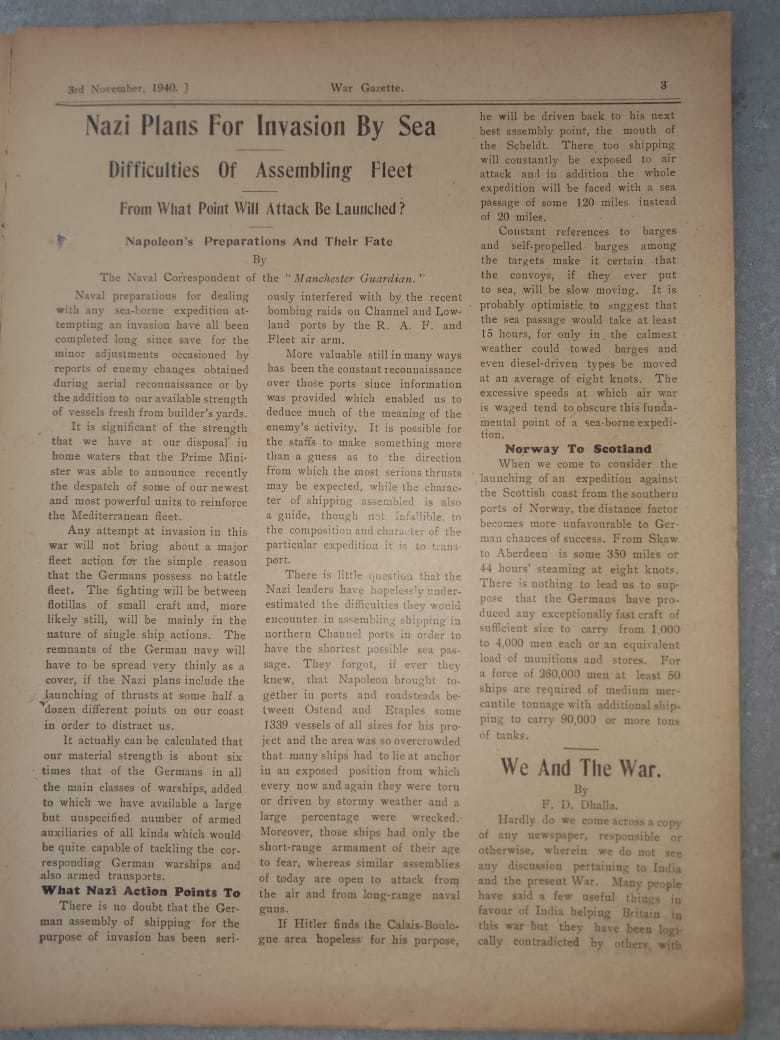 3rd November, 1940. ]
War Gazette.
3
Nazi Plans For Invasion By Sea
Difficulties Of Assembling Fleet
From What Point Will Attack Be Launched?
Napoleon's Preparations And Their Fate
By
The Naval Correspondent of the "Manchester Guardian."
Naval preparations for dealing
with any sea-borne expedition at-
tempting an invasion have all been
completed long since save for the
minor adjustments occasioned by
reports of enemy changes obtained
during aerial reconnaissance or by
the addition to our available strength
of vessels fresh from builder's yards.
It is significant of the strength
that we have at our disposal in
home waters that the Prime Mini-
ster was able to announce recently
the despatch of some of our newest
and most powerful units to reinforce
the Mediterranean fleet.
Any attempt at invasion in this
war will not bring about a major
fleet action for the simple reason
that the Germans possess no battle
fleet. The fighting will be between
flotillas of small craft and, more
likely still, will be mainly in the
nature of single ship actions. The
remnants of the German navy will
have to be spread very thinly as a
cover, if the Nazi plans include the
launching of thrusts at some half a
dozen different points on our coast
in order to distract us.
It actually can be calculated that
our material strength is about six
times that of the Germans in all
the main classes of warships, added
to which we have available a large
but unspecified number of armed
auxiliaries of all kinds which would
be quite capable of tackling the cor-
responding German warships and
also armed transports.
What Nazi Action Points To
There is no doubt that the Ger-
man assembly of shipping for the
purpose of invasion has been seri-
ously interfered with by the recent
bombing raids on Channel and Low-
land ports by the R. A. F. and
Fleet air arm.
More valuable still in many ways
has been the constant reconnaissance
over those ports since information
was provided which enabled us to
deduce much of the meaning of the
enemy's activity. It is possible for
the staffs to make something more
than a guess as to the direction
from which the most serious thrusts
may be expected, while the charac-
ter of shipping assembled is also
a guide, though not infallible, to
the composition and character of the
particular expedition it is to trans-
port.
There is little question that the
Nazi leaders have hopelessly under-
estimated the difficulties they would
encounter in assembling shipping in
northern Channel ports in order to
have the shortest possible sea pas-
sage. They forgot, if ever they
knew, that Napoleon brought to-
gether in ports and roadsteads be-
tween Ostend and Etaples some
1339 vessels of all sizes for his pro-
ject and the area was so overcrowded
that many ships had to lie at anchor
in an exposed position from which
every now and again they were torn
or driven by stormy weather and a
large percentage were wrecked.
Moreover, those ships had only the
short-range armament of their age
to fear, whereas similar assemblies
of today are open to attack from
the air and from long-range naval
guns.
If Hitler finds the Calais-Boulo-
gne area hopeless for his purpose,
he will be driven back to his next
best assembly point, the mouth of
the Scheldt. There too shipping
will constantly be exposed to air
attack and in addition the whole
expedition will be faced with a sea
passage of some 120 miles instead
of 20 miles.
Constant references to barges
and self-propelled barges among
the targets make it certain that
the convoys, if they ever put
to sea, will be slow moving. It is
probably optimistic to suggest that
the sea passage would take at least
15 hours, for only in the calmest
weather could towed barges and
even diesel-driven types be moved
at an average of eight knots. The
excessive speeds at which air war
is waged tend to obscure this funda-
mental point of a sea-borne expedi-
tion.
Norway To Scotland
When we come to consider the
launching of an expedition against
the Scottish coast from the southern
ports of Norway, the distance factor
becomes more unfavourable to Ger-
man chances of success. From Skaw
to Aberdeen is some 350 miles or
44 hours' steaming at eight knots.
There is nothing to lead us to sup-
pose that the Germans have pro-
duced any exceptionally fast craft of
sufficient size to carry from 1,000
to 4,000 men each or an equivalent
load of munitions and stores. For
a force of 260,000 men at least 50
ships are required of medium mer-
cantile tonnage with additional ship-
ping to carry 90,000 or more tons
of tanks.
We And The War.
By
F. D. Dhalla.
Hardly do we come across a copy
of any newspaper, responsible or
otherwise, wherein we do not see
any discussion pertaining to India
and the present War. Many people
have said a few useful things in
favour of India helping Britain in
this war but they have been logi-
cally contradicted by others, with